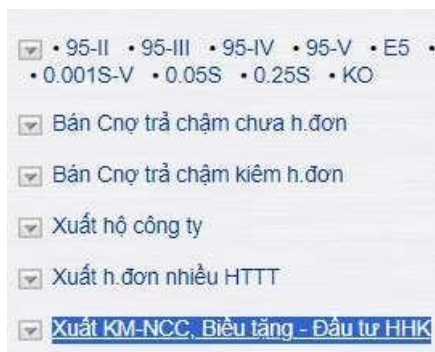 • 95-II • 95-III • 95-IV • 95-V • E5 •
• 0.001S-V • 0.05S • 0.25S • KO
Bán Cnợ trả chậm chưa h.đơn
Bán Cnợ trả chậm kiêm h.đơn
Xuất hộ công ty
Xuất h.đơn nhiều HTTT
Xuất KM-NCC, Biếu tặng - Đầu tư HHK